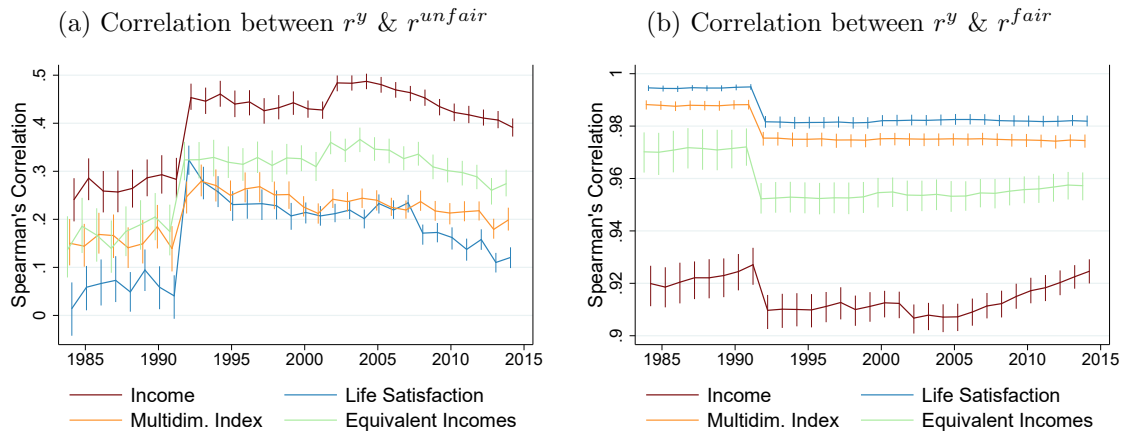 (a) Correlation between r^y & r^unfair
Spearman's Correlation
.5
.4
.3
.2
.1
0
1985 1990 1995 2000 2005 2010 2015
Income Life Satisfaction
Multidim. Index Equivalent Incomes
(b) Correlation between r^y & r^fair
Spearman's Correlation
1
.98
.96
.94
.92
.9
1985 1990 1995 2000 2005 2010 2015
Income Life Satisfaction
Multidim. Index Equivalent Incomes